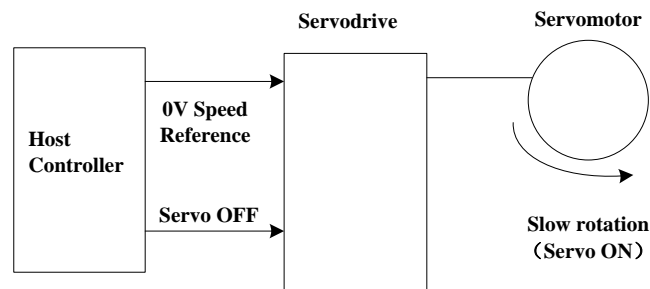 Servodrive
Servomotor
0V Speed
Reference
Host
Controller
Servo OFF
Slow rotation
（Servo ON）